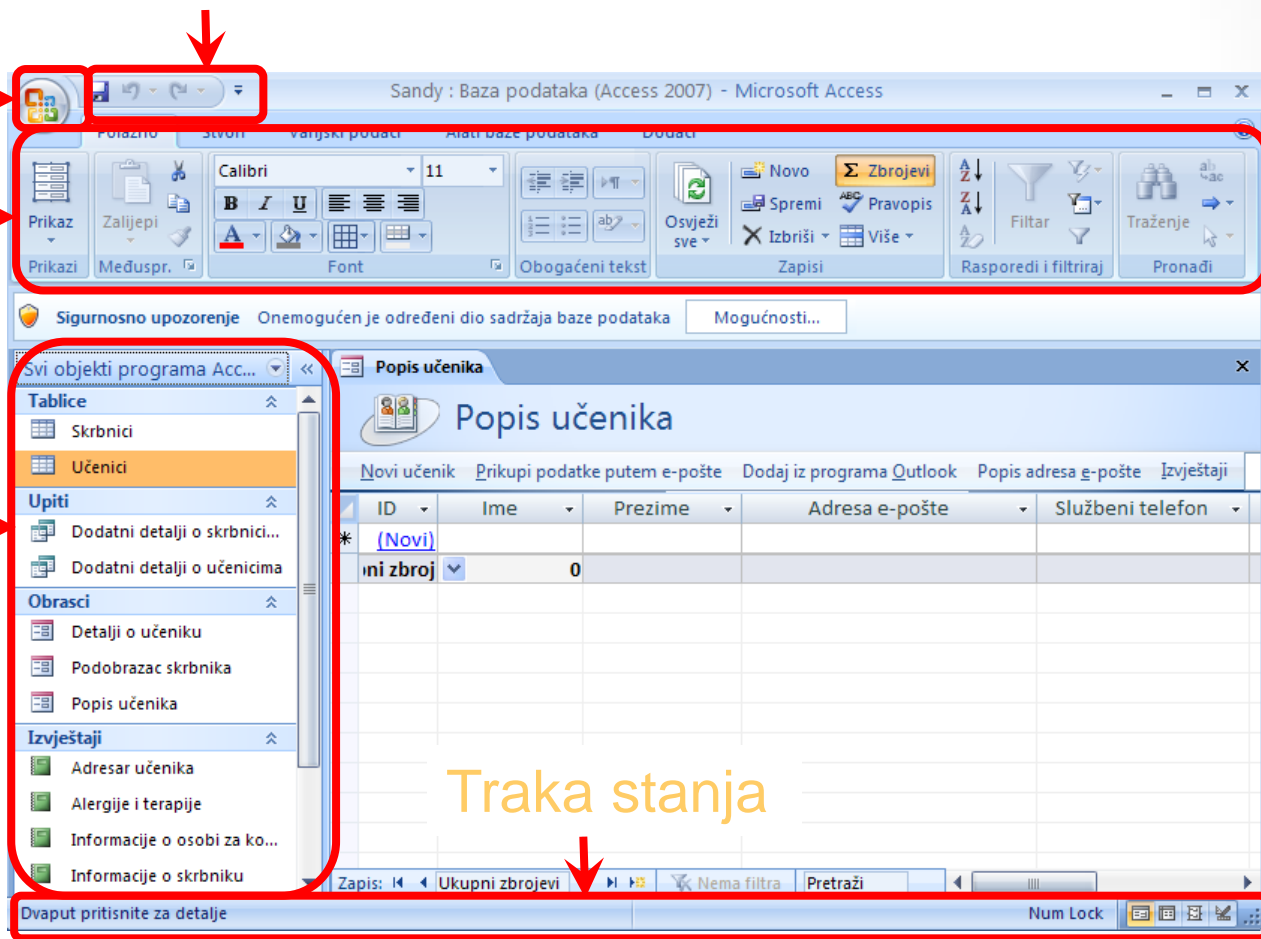 Sandy : Baza podataka (Access 2007) - Microsoft Access
Polazno Stvori Vanjski podaci Alati baze podataka Dodaci
Calibri 11
Novo Σ Zbrojevi
B I U
Spremi Pravopis
Prikaz Zalijepi A Osvježi sve Izbriši Više Filtar Traženje
Prikazi Međuspr. Font Obogaćeni tekst Zapisi Rasporedi i filtriraj Pronađi
Sigurnosno upozorenje Onemogućen je određeni dio sadržaja baze podataka Mogućnosti...
Svi objekti programa Acc...
Popis učenika
Tablice
Skrbnici
Učenici
Upiti
Dodatni detalji o skrbnici...
Dodatni detalji o učenicima
Obrasci
Detalji o učeniku
Podobrazac skrbnika
Popis učenika
Izvještaji
Adresar učenika
Alergije i terapije
Informacije o osobi za ko...
Informacije o skrbniku
Popis učenika
Novi učenik Prikupi podatke putem e-pošte Dodaj iz programa Outlook Popis adresa e-pošte Izvještaji
ID Ime Prezime Adresa e-pošte Službeni telefon
(Novi)
ni zbroj 0
Traka stanja
Zapis: Ukupni zbrojevi Nema filtra Pretraži
Dvaput pritisnite za detalje Num Lock